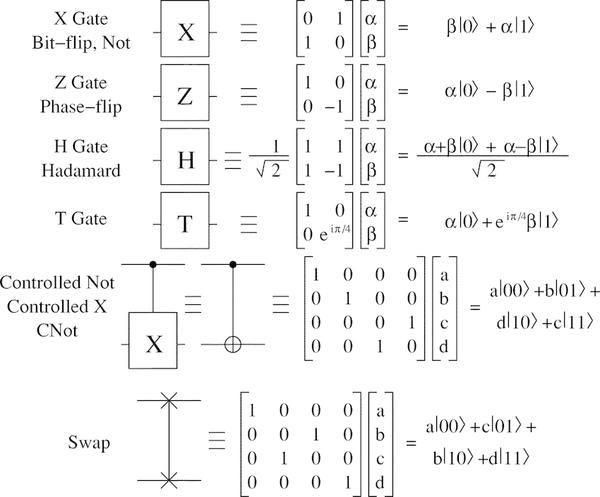 X Gate
Bit−flip, Not
X ≡ [0 1; 1 0] [α; β] = β|0⟩ + α|1⟩
Z Gate
Phase−flip
Z ≡ [1 0; 0 −1] [α; β] = α|0⟩ − β|1⟩
H Gate
Hadamard
H ≡ 1/√2 [1 1; 1 −1] [α; β] = α+β|0⟩ + α−β|1⟩ / √2
T Gate
T ≡ [1 0; 0 e^iπ/4] [α; β] = α|0⟩ + e^iπ/4 β|1⟩
Controlled Not
Controlled X
CNot
X ≡ ≡ [1 0 0 0; 0 1 0 0; 0 0 0 1; 0 0 1 0] [a; b; c; d] = a|00⟩ +b|01⟩ +
d|10⟩ +c|11⟩
Swap
≡ [1 0 0 0; 0 0 1 0; 0 1 0 0; 0 0 0 1] [a; b; c; d] = a|00⟩ +c|01⟩ +
b|10⟩ +d|11⟩